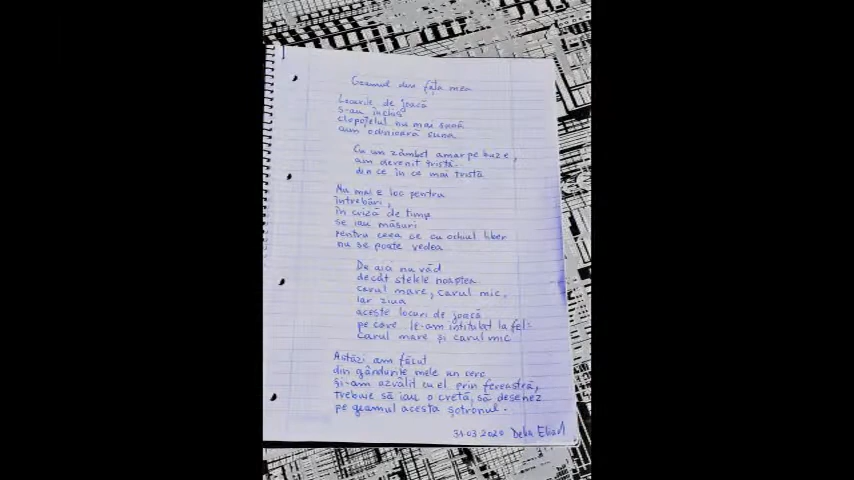 Geamul din fața mea
Locurile de joacă
s-au închis
clopoțelul nu mai sună
cum odinioară suna
Cu un zâmbet amar pe buze,
am devenit tristă
din ce în ce mai tristă
Nu mai e loc pentru
întrebări,
în criză de timp
se iau măsuri
pentru ceea ce cu ochiul liber
nu se poate vedea
De aici nu văd
decât stelele noaptea
carul mare, carul mic,
iar ziua
aceste locuri de joacă
pe care le-am intitulat la fel:
carul mare și carul mic
Astăzi am făcut
din gândurile mele un cerc
și-am azvârlit cu el prin fereastră,
trebuie să iau o cretă, să desenez
pe geamul acesta șotronul.
31.03.2020